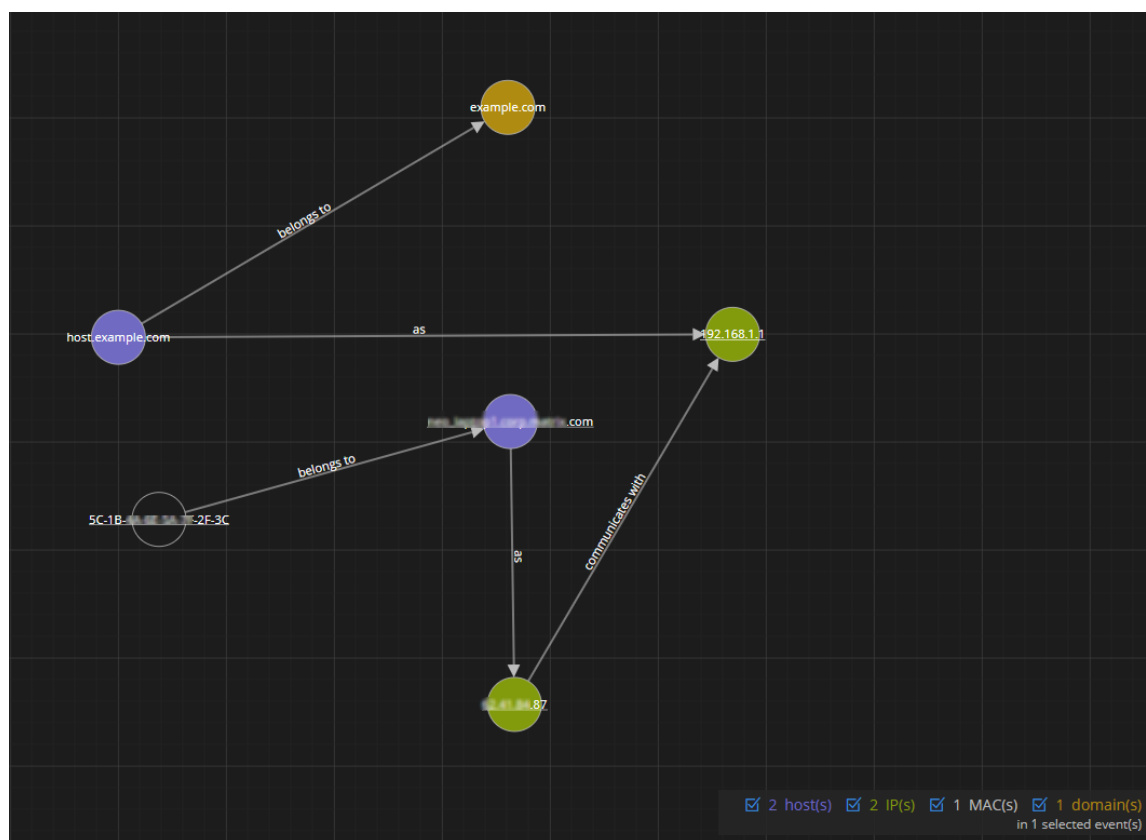 example.com
belongs to
host.example.com
as
192.168.1.1
.com
belongs to
5C-1B-
-2F-3C
as
communicates with
.87
2 host(s) 2 IP(s) 1 MAC(s) 1 domain(s)
in 1 selected event(s)